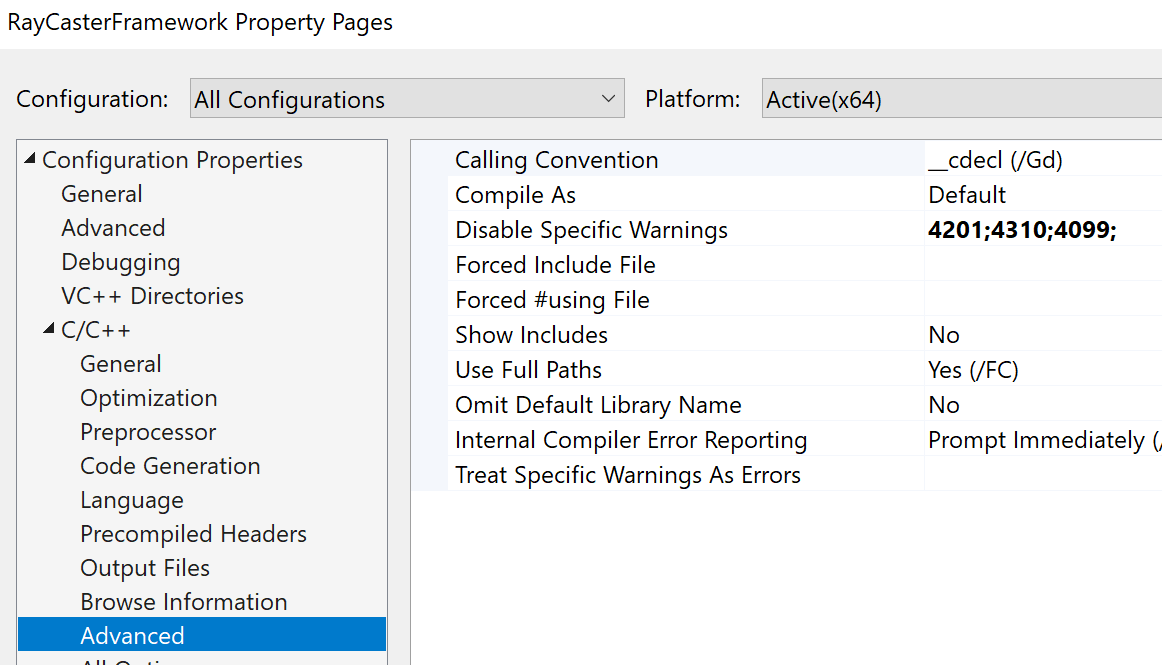 RayCasterFramework Property Pages
Configuration: All Configurations Platform: Active(x64)
Configuration Properties
General
Advanced
Debugging
VC++ Directories
C/C++
General
Optimization
Preprocessor
Code Generation
Language
Precompiled Headers
Output Files
Browse Information
Advanced
Calling Convention __cdecl (/Gd)
Compile As Default
Disable Specific Warnings 4201;4310;4099;
Forced Include File
Forced #using File
Show Includes No
Use Full Paths Yes (/FC)
Omit Default Library Name No
Internal Compiler Error Reporting Prompt Immediately (/
Treat Specific Warnings As Errors